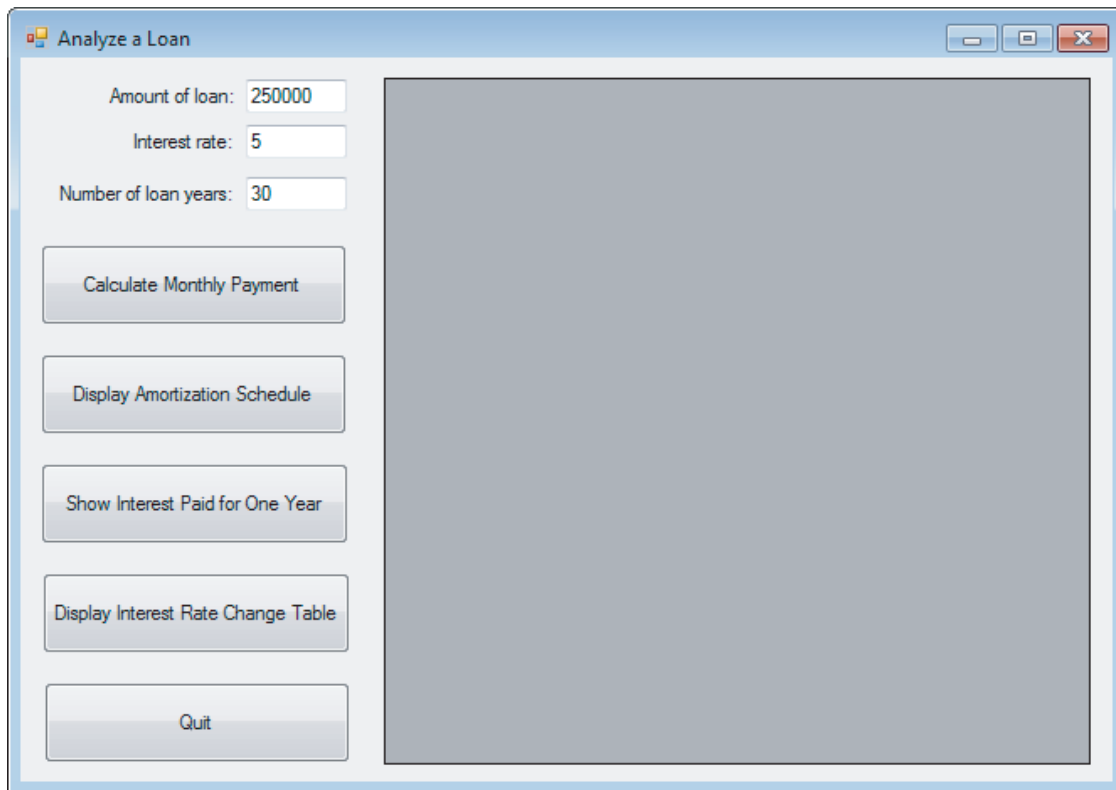 Analyze a Loan
Amount of loan: 250000
Interest rate: 5
Number of loan years: 30
Calculate Monthly Payment
Display Amortization Schedule
Show Interest Paid for One Year
Display Interest Rate Change Table
Quit